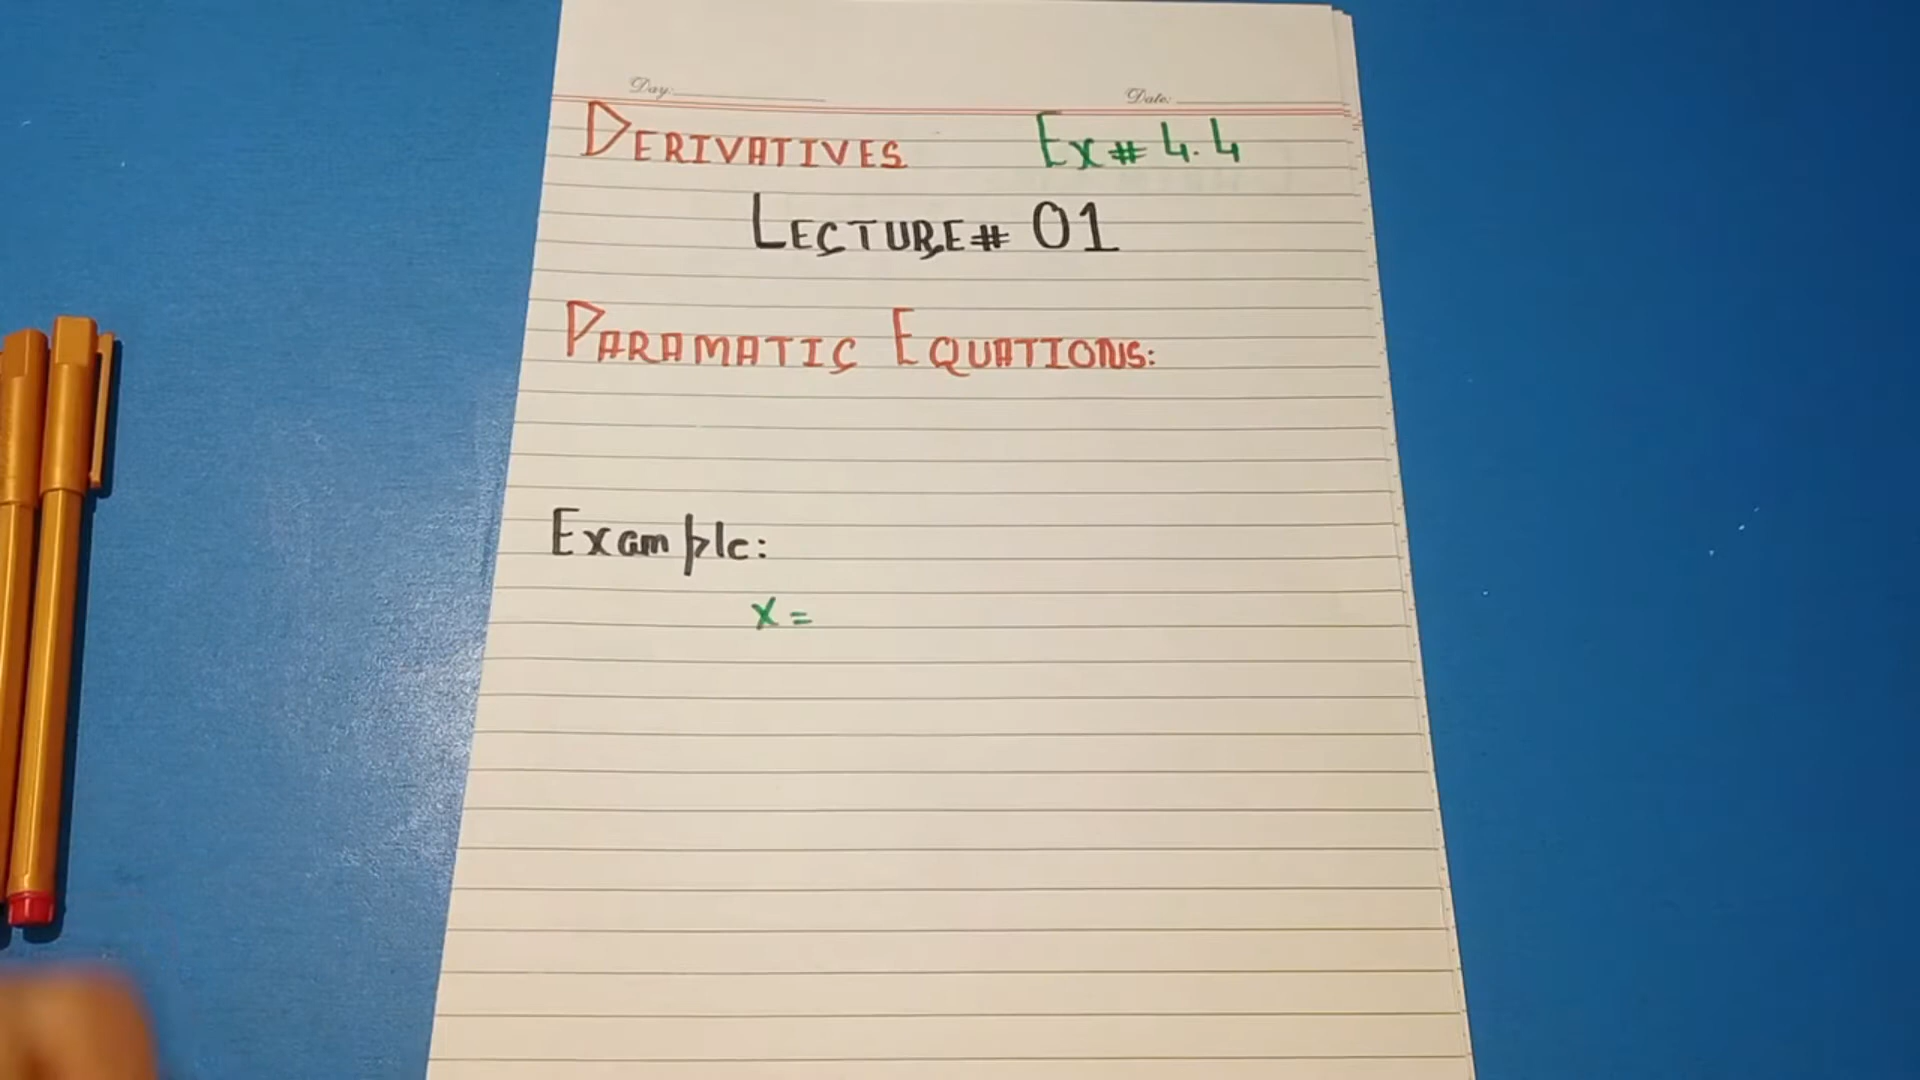 Day: Date:
DERIVATIVES Ex# 4.4
LECTURE# 01
PARAMATIC EQUATIONS:
Example:
x =